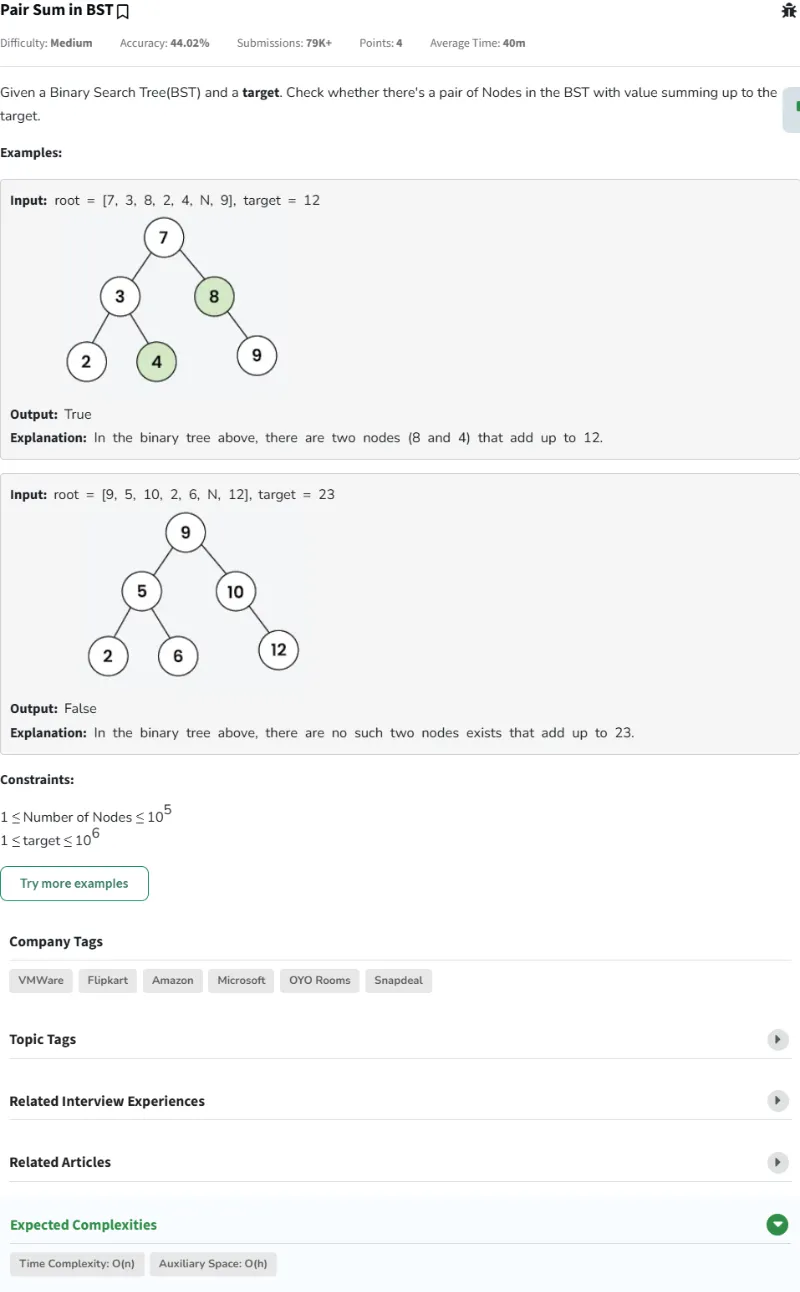 Pair Sum in BST
Difficulty: Medium Accuracy: 44.02% Submissions: 79K+ Points: 4 Average Time: 40m
Given a Binary Search Tree(BST) and a target. Check whether there's a pair of Nodes in the BST with value summing up to the
target.
Examples:
Input: root = [7, 3, 8, 2, 4, N, 9], target = 12
7
3 8
2 4 9
Output: True
Explanation: In the binary tree above, there are two nodes (8 and 4) that add up to 12.
Input: root = [9, 5, 10, 2, 6, N, 12], target = 23
9
5 10
2 6 12
Output: False
Explanation: In the binary tree above, there are no such two nodes exists that add up to 23.
Constraints:
1 ≤ Number of Nodes ≤ 10^5
1 ≤ target ≤ 10^6
Try more examples
Company Tags
VMWare Flipkart Amazon Microsoft OYO Rooms Snapdeal
Topic Tags
Related Interview Experiences
Related Articles
Expected Complexities
Time Complexity: O(n) Auxiliary Space: O(h)